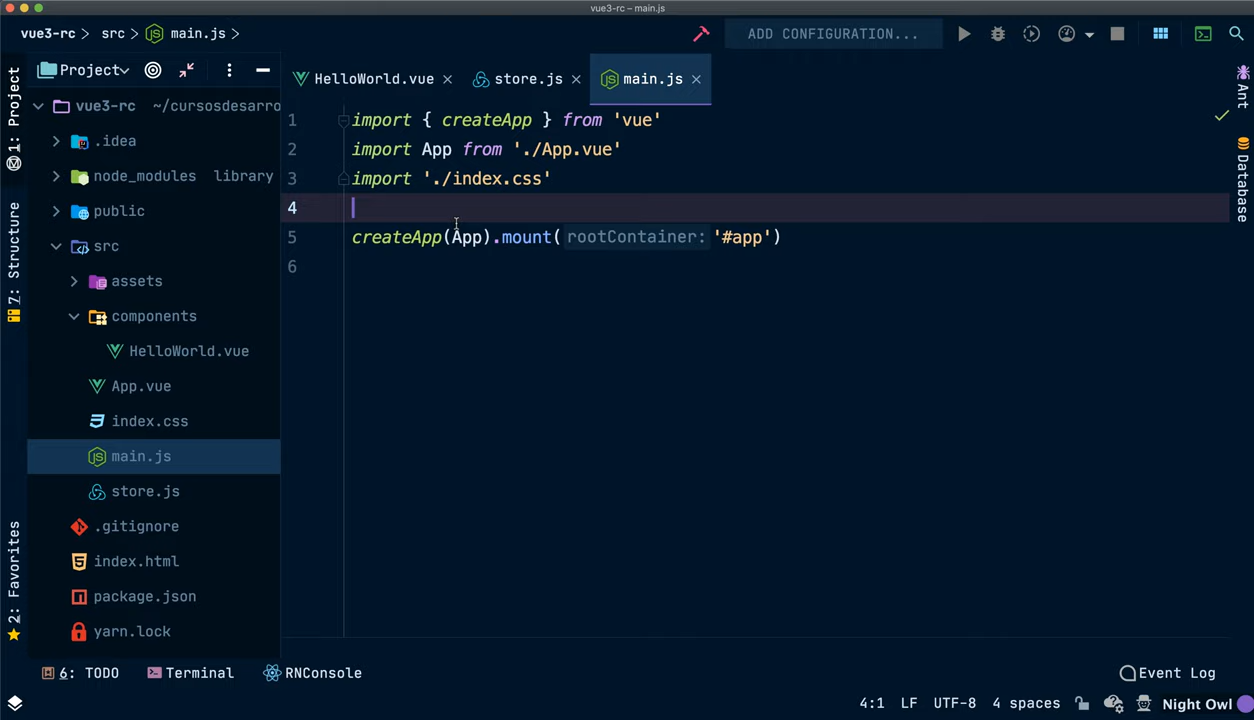 vue3-rc – main.js
vue3-rc
src
main.js
ADD CONFIGURATION...
1: Project
7: Structure
2: Favorites
Project
vue3-rc ~/cursosdesarro
.idea
node_modules library
public
src
assets
components
HelloWorld.vue
App.vue
index.css
main.js
store.js
.gitignore
index.html
package.json
yarn.lock
HelloWorld.vue
store.js
main.js
1 import { createApp } from 'vue'
2 import App from './App.vue'
3 import './index.css'
4
5 createApp(App).mount( rootContainer: '#app')
6
Ant
Database
6: TODO
Terminal
RNConsole
Event Log
4:1 LF UTF-8 4 spaces Night Owl